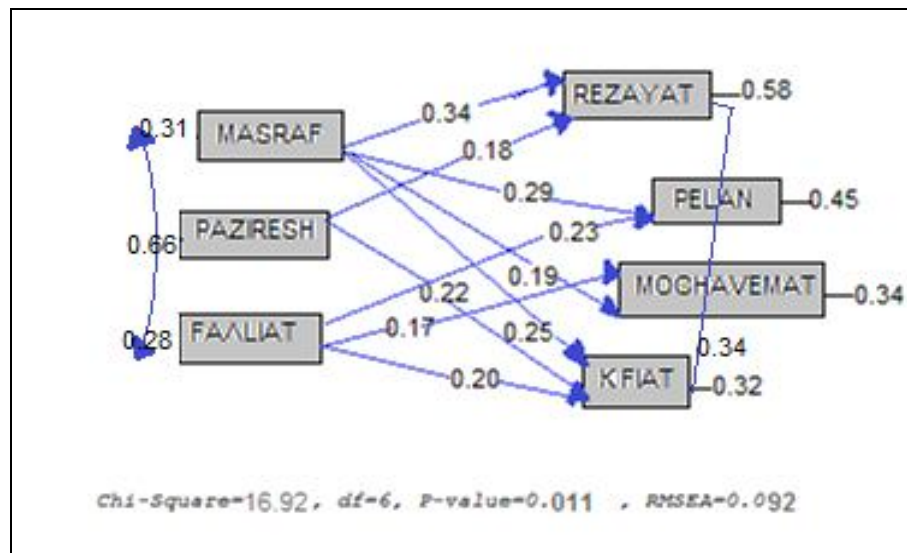 REZAYAT
0.58
0.34
0.31
MASRAF
0.18
0.29
PELAN
0.45
0.66
PAZIRESH
0.23
0.19
MOGHAVEMAT
0.34
0.22
0.28
FAALIAT
0.17
0.25
0.34
0.20
KIFIAT
0.32
Chi-Square=16.92, df=6, P-value=0.011 , RMSEA=0.092